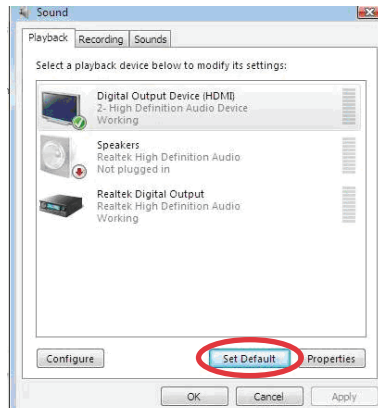 Sound
Playback Recording Sounds
Select a playback device below to modify its settings:
Digital Output Device (HDMI)
2- High Definition Audio Device
Working
Speakers
Realtek High Definition Audio
Not plugged in
Realtek Digital Output
Realtek High Definition Audio
Working
Configure Set Default Properties
OK Cancel Apply